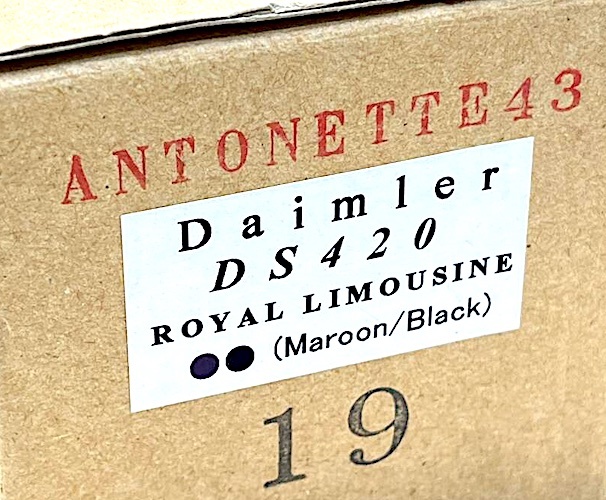 ANTONETTE43
Daimler
DS420
ROYAL LIMOUSINE
(Maroon/Black)
19